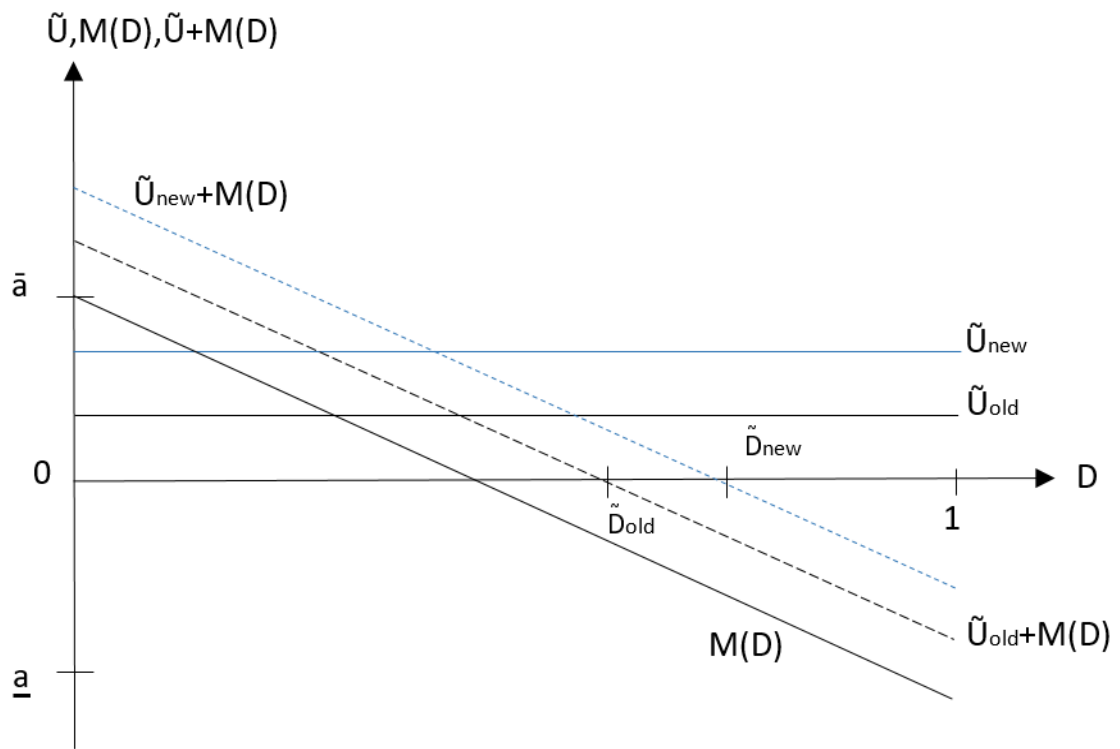 Ũ,M(D),Ũ+M(D)
Ũnew+M(D)
ā
Ũnew
Ũold
D̃new
0
D
D̃old
1
Ũold+M(D)
M(D)
a̲